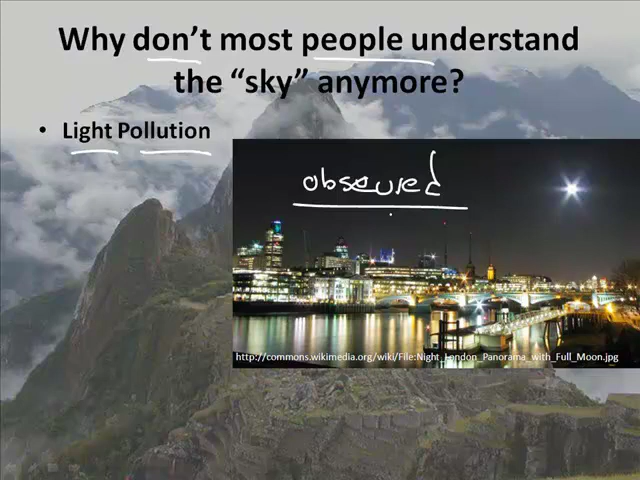 Why don't most people understand
the “sky” anymore?
• Light Pollution
obscured
http://commons.wikimedia.org/wiki/File:Night_London_Panorama_with_Full_Moon.jpg